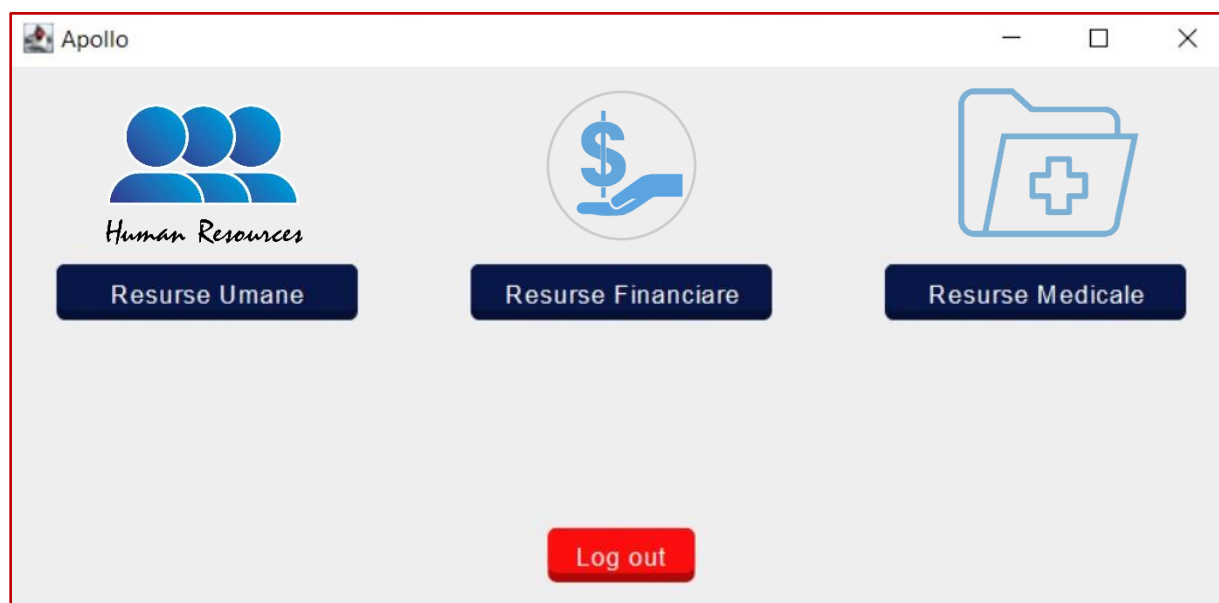 Apollo
Human Resources
Resurse Umane
Resurse Financiare
Resurse Medicale
Log out